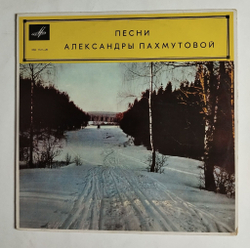 ПЕСНИ
АЛЕКСАНДРЫ ПАХМУТОВОЙ